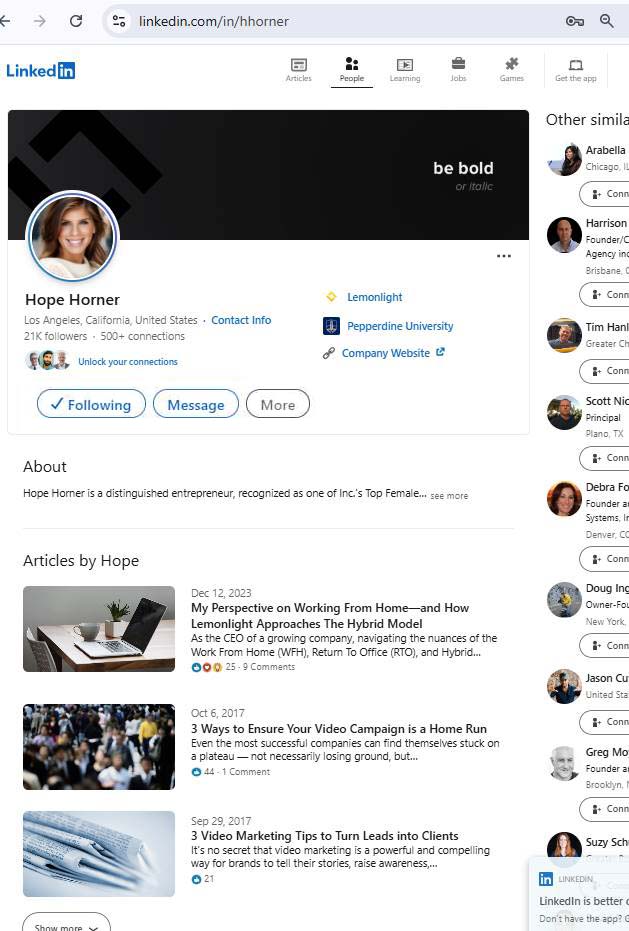 linkedin.com/in/hhorner
Linked in
Articles People Learning Jobs Games Get the app
be bold
or italic
Hope Horner
Los Angeles, California, United States · Contact Info
21K followers · 500+ connections
Unlock your connections
Lemonlight
Pepperdine University
Company Website
Following Message More
About
Hope Horner is a distinguished entrepreneur, recognized as one of Inc.'s Top Female... see more
Articles by Hope
Dec 12, 2023
My Perspective on Working From Home—and How
Lemonlight Approaches The Hybrid Model
As the CEO of a growing company, navigating the nuances of the
Work From Home (WFH), Return To Office (RTO), and Hybrid...
25 · 9 Comments
Oct 6, 2017
3 Ways to Ensure Your Video Campaign is a Home Run
Even the most successful companies can find themselves stuck on
a plateau — not necessarily losing ground, but...
44 · 1 Comment
Sep 29, 2017
3 Video Marketing Tips to Turn Leads into Clients
It's no secret that video marketing is a powerful and compelling
way for brands to tell their stories, raise awareness,...
21
Show more
Other simila
Arabella
Chicago, IL
Conn
Harrison
Founder/C
Agency inc
Brisbane, C
Conn
Tim Hanl
Greater Ch
Conn
Scott Nic
Principal
Plano, TX
Conn
Debra Fo
Founder a
Systems, In
Denver, CO
Conn
Doug Ing
Owner-Fou
New York,
Conn
Jason Cu
United Sta
Conn
Greg Mo
Founder a
Brooklyn,
Conn
Suzy Sch
LINKEDIN
Conn
LinkedIn is better
Don't have the app? G